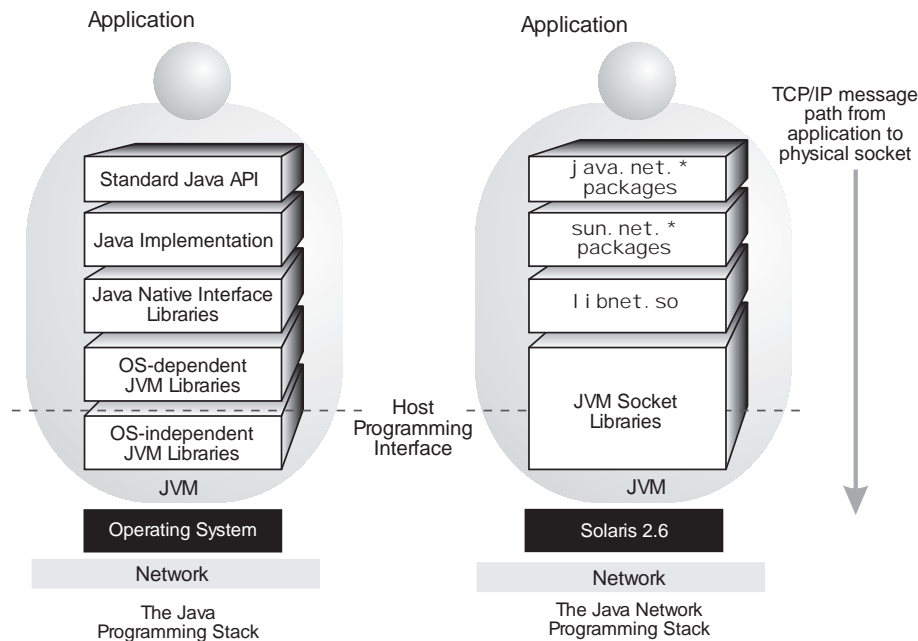 Application
Standard Java API
Java Implementation
Java Native Interface
Libraries
OS-dependent
JVM Libraries
OS-independent
JVM Libraries
JVM
Operating System
Network
The Java
Programming Stack
Host
Programming
Interface
Application
java.net.*
packages
sun.net.*
packages
libnet.so
JVM Socket
Libraries
JVM
Solaris 2.6
Network
The Java Network
Programming Stack
TCP/IP message
path from
application to
physical socket